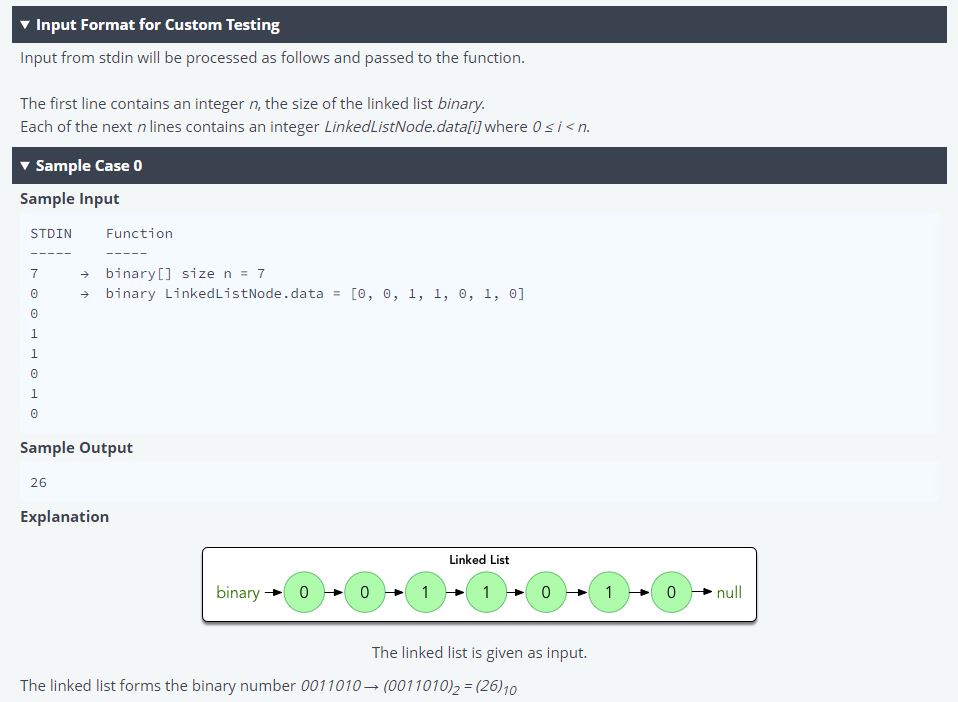 ▼ Input Format for Custom Testing
Input from stdin will be processed as follows and passed to the function.
The first line contains an integer n, the size of the linked list binary.
Each of the next n lines contains an integer LinkedListNode.data[i] where 0 ≤ i < n.
▼ Sample Case 0
Sample Input
STDIN Function
----- -----
7 → binary[] size n = 7
0 → binary LinkedListNode.data = [0, 0, 1, 1, 0, 1, 0]
0
1
1
0
1
0
Sample Output
26
Explanation
Linked List
binary → 0 → 0 → 1 → 1 → 0 → 1 → 0 → null
The linked list is given as input.
The linked list forms the binary number 0011010 → (0011010)₂ = (26)₁₀